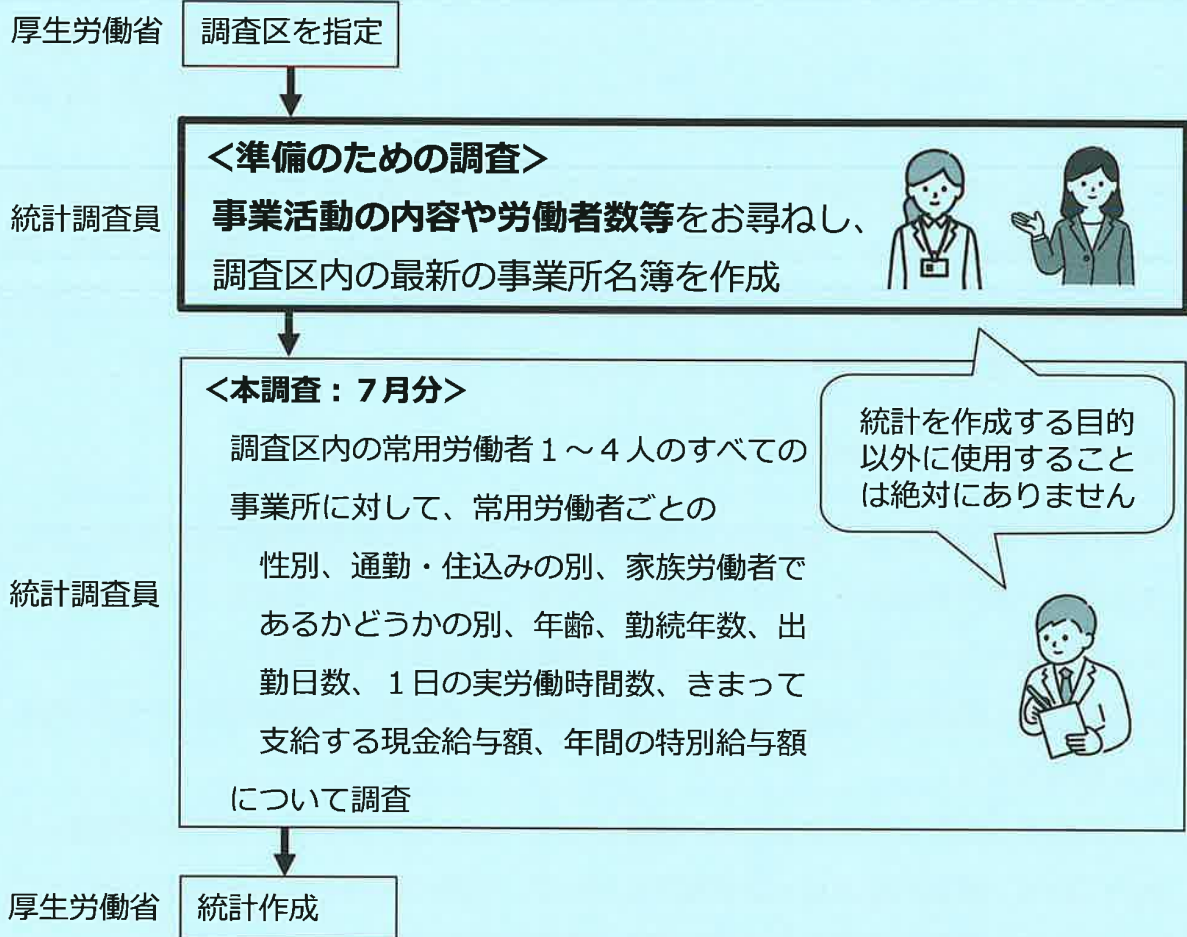 厚生労働省
調査区を指定
統計調査員
＜準備のための調査＞
事業活動の内容や労働者数等をお尋ねし、
調査区内の最新の事業所名簿を作成
統計調査員
＜本調査：７月分＞
調査区内の常用労働者１～４人のすべての
事業所に対して、常用労働者ごとの
性別、通勤・住込みの別、家族労働者で
あるかどうかの別、年齢、勤続年数、出
勤日数、１日の実労働時間数、きまって
支給する現金給与額、年間の特別給与額
について調査
統計を作成する目的
以外に使用すること
は絶対にありません
厚生労働省
統計作成